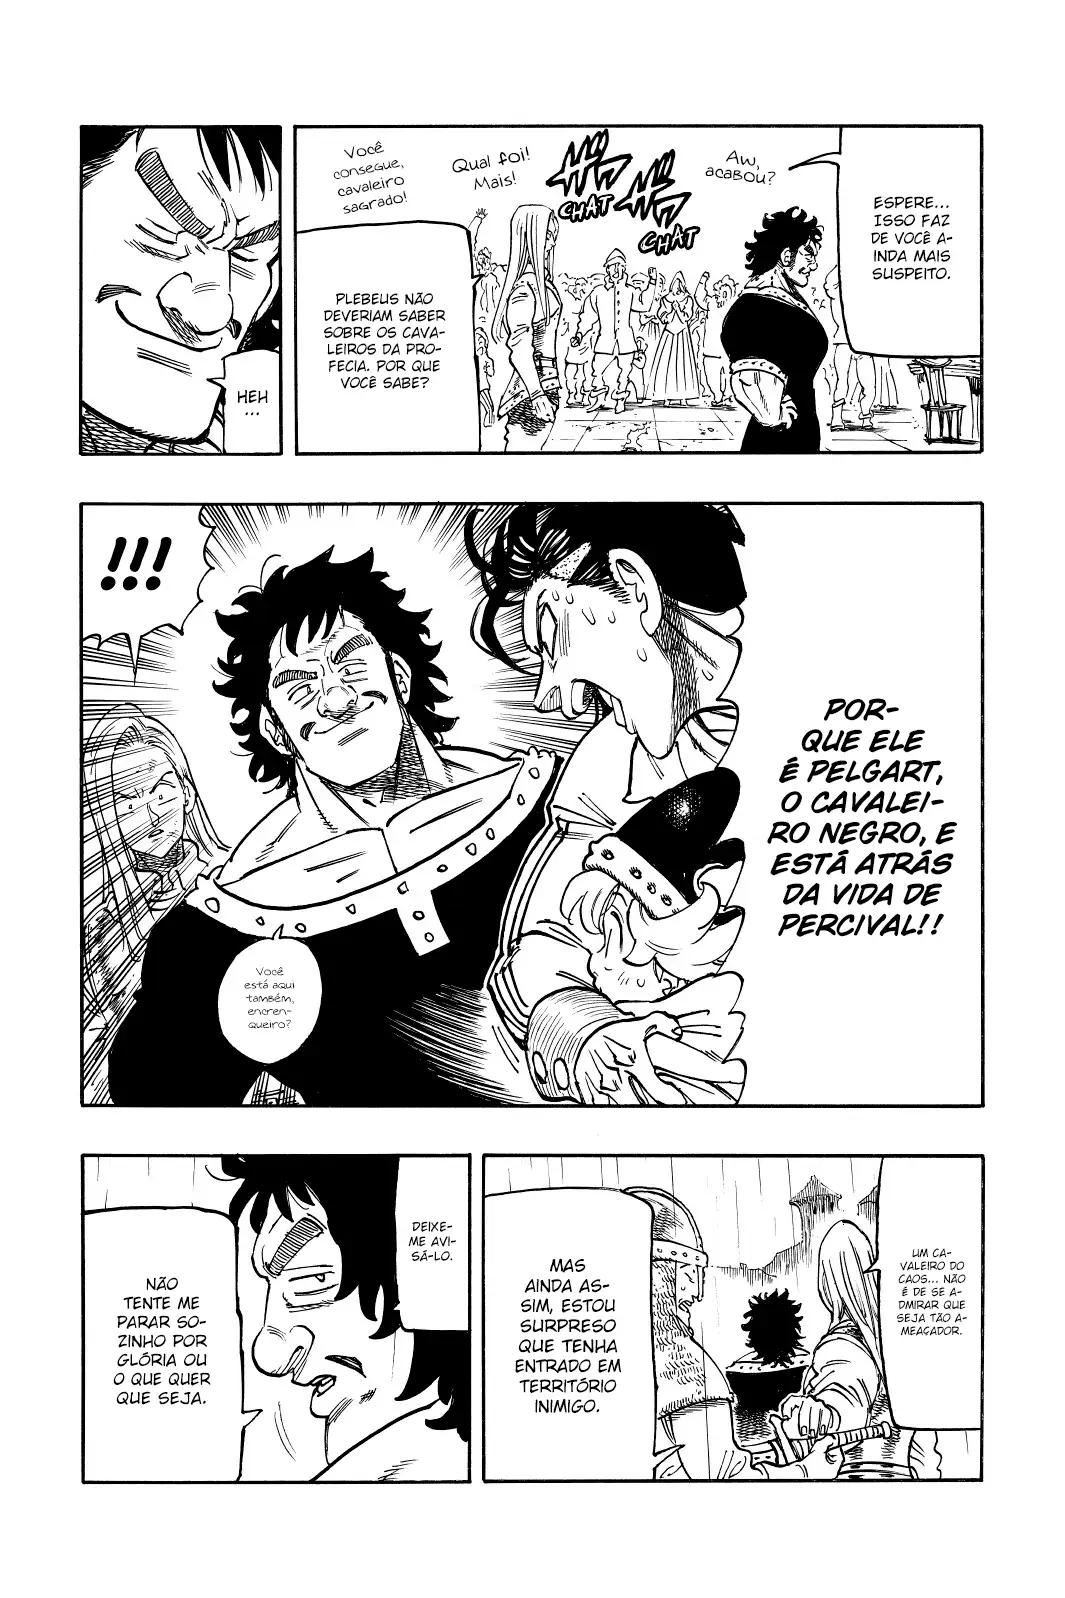 ESPERE...
ISSO FAZ
DE VOCÊ A-
INDA MAIS
SUSPEITO.
Aw,
acabou?
CHAT
CHAT
Qual foi!
Mais!
Você
consegue,
cavaleiro
sagrado!
PLEBEUS NÃO
DEVERIAM SABER
SOBRE OS CAVA-
LEIROS DA PRO-
FECIA. POR QUE
VOCÊ SABE?
HEH
...
POR-
QUE ELE
É PELGART,
O CAVALEI-
RO NEGRO, E
ESTÁ ATRÁS
DA VIDA DE
PERCIVAL!!
!!!
Você
está aqui
também,
encren-
queiro?
UM CA-
VALEIRO DO
CAOS... NÃO
É DE SE AD-
MIRAR QUE
SEJA TÃO A-
MEAÇADOR.
MAS
AINDA AS-
SIM, ESTOU
SURPRESO
QUE TENHA
ENTRADO EM
TERRITÓRIO
INIMIGO.
DEIXE-
ME AVI-
SÁ-LO.
NÃO
TENTE ME
PARAR SO-
ZINHO POR
GLÓRIA OU
O QUE QUER
QUE SEJA.